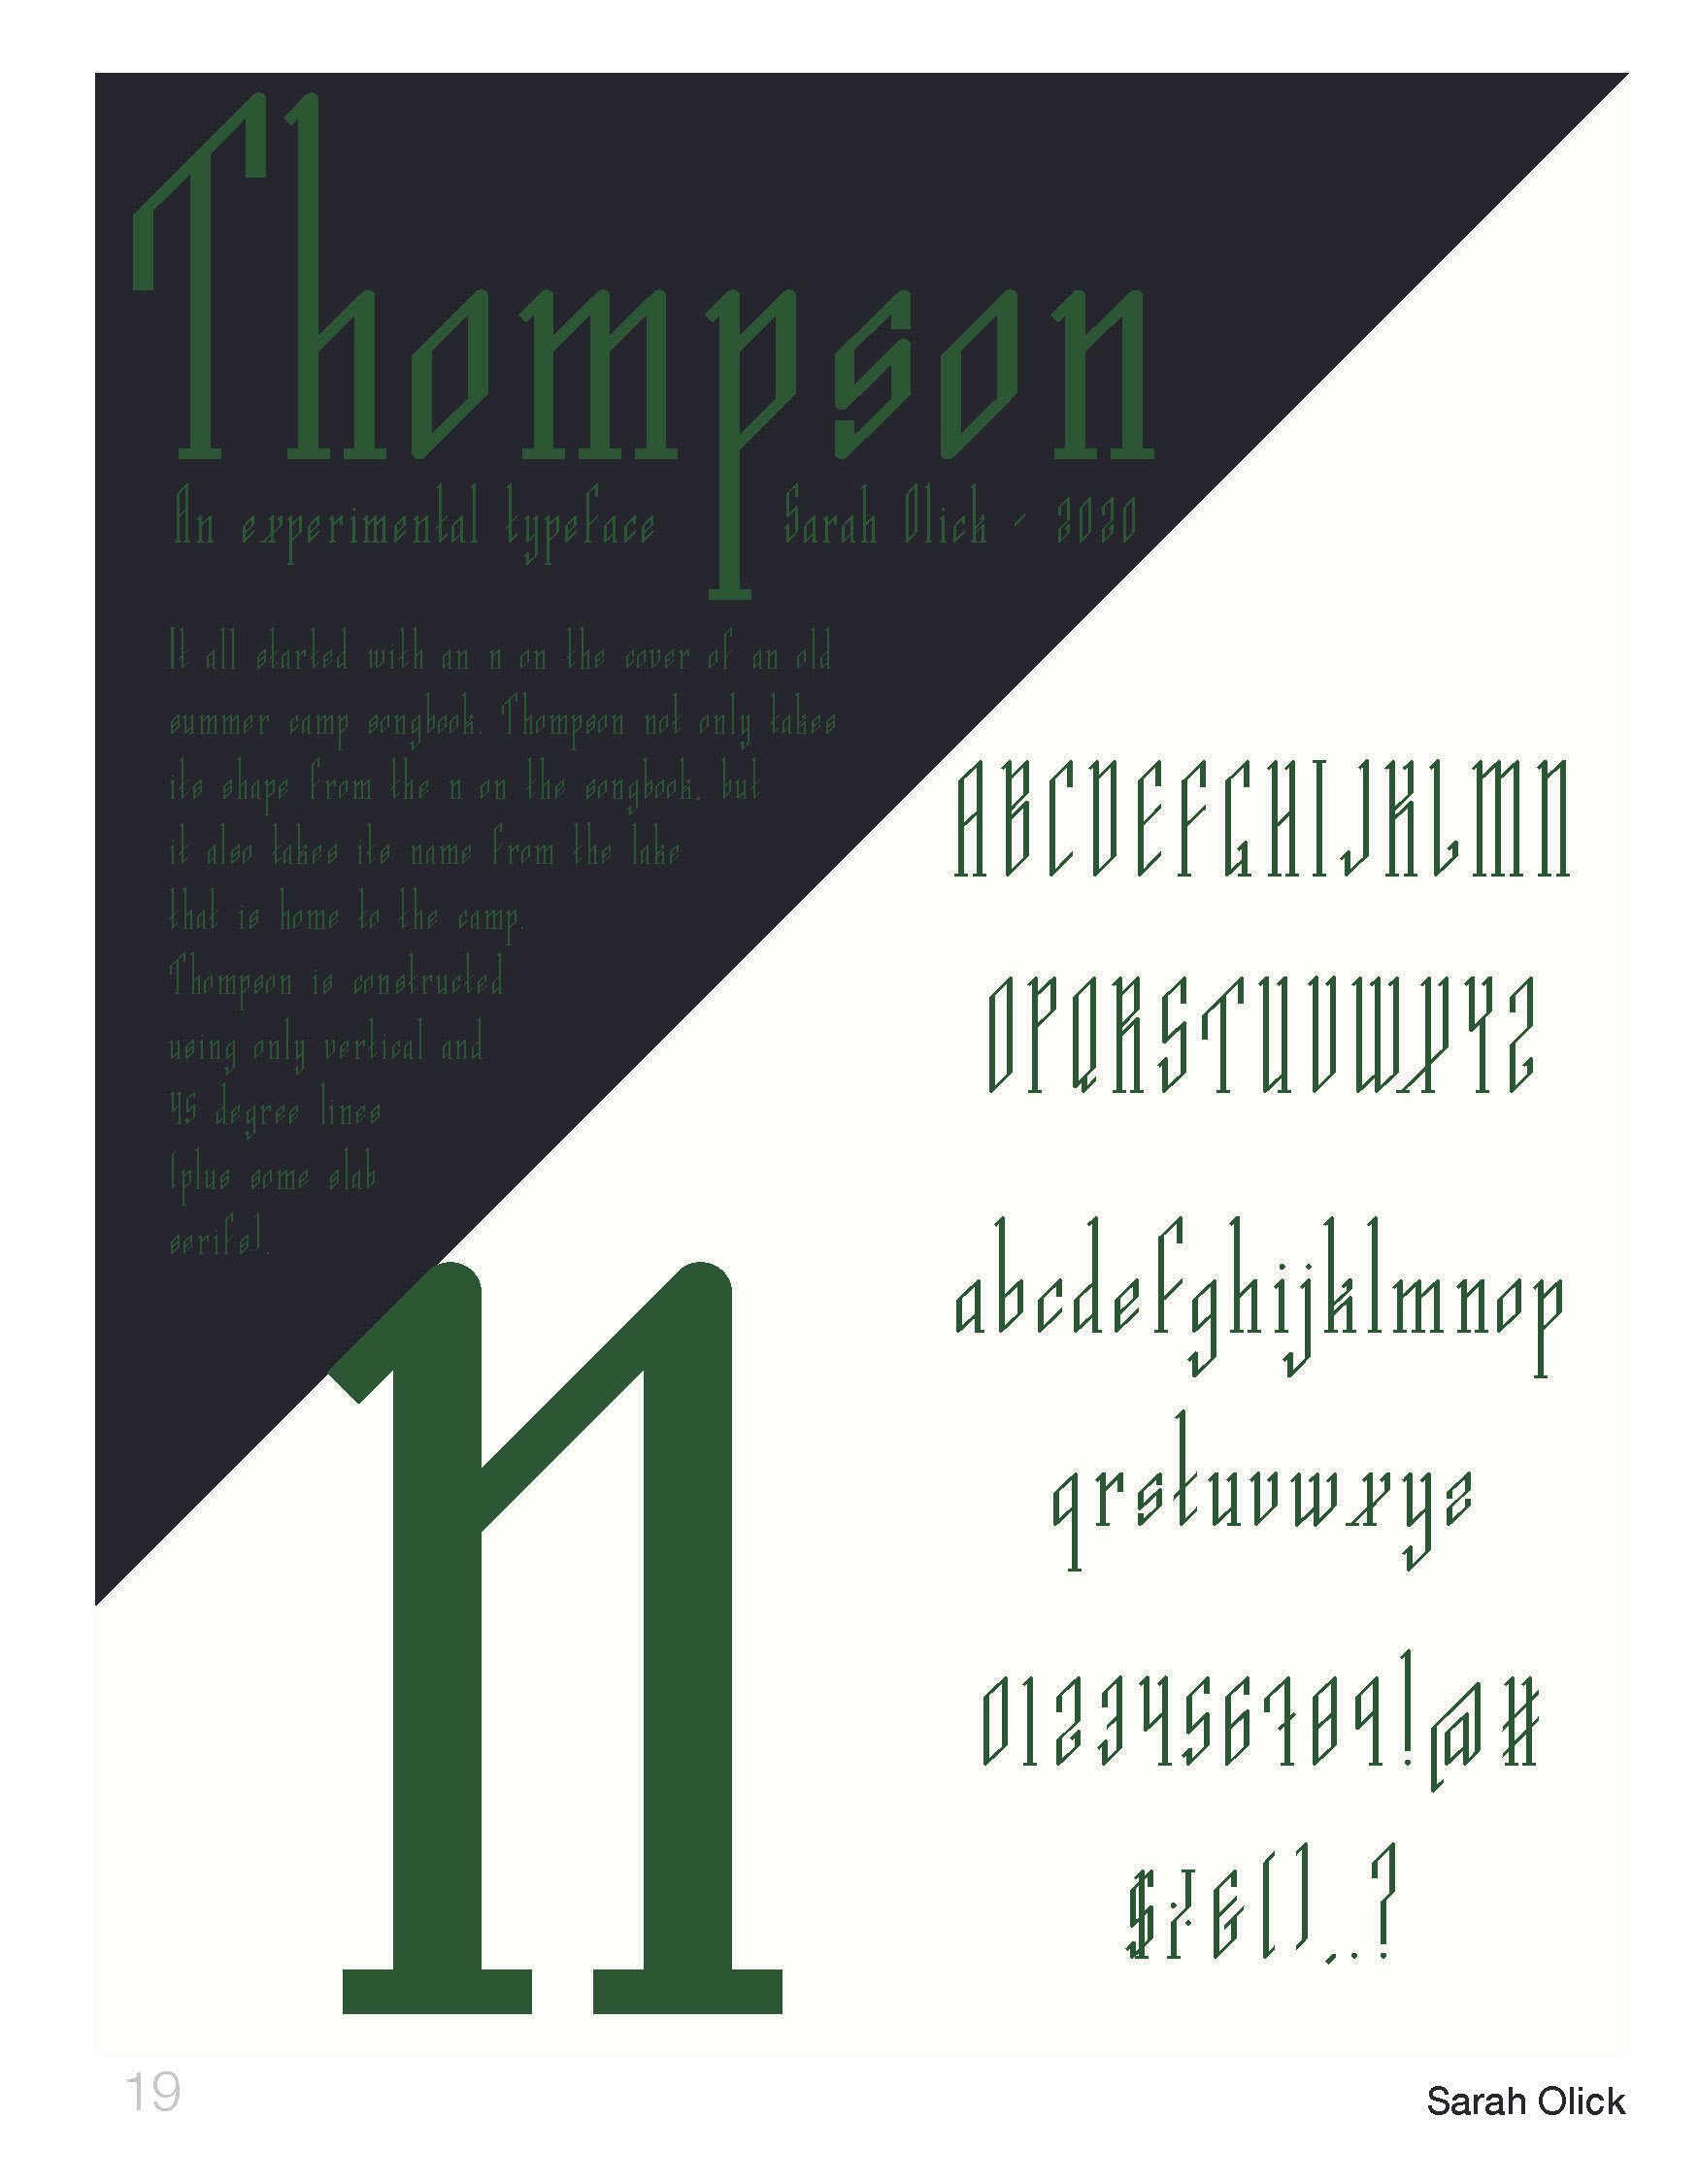 Thompson
An experimental typeface
Sarah Olick - 2020
It all started with an n on the cover of an old
summer camp songbook. Thompson not only takes
its shape from the n on the songbook, but
it also takes its name from the lake
that is home to the camp.
Thompson is constructed
using only vertical and
45 degree lines
(plus some slab
serifs).
n
ABCDEFGHIJKLMN
OPQRSTUVWXYZ
abcdefghijklmnop
qrstuvwxyz
0123456789!@#
$%&(),.?
19
Sarah Olick